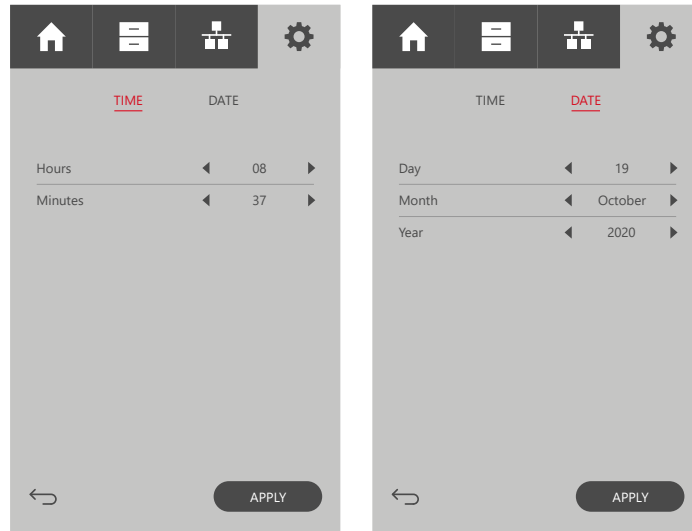 TIME DATE
Hours 08
Minutes 37
APPLY
TIME DATE
Day 19
Month October
Year 2020
APPLY